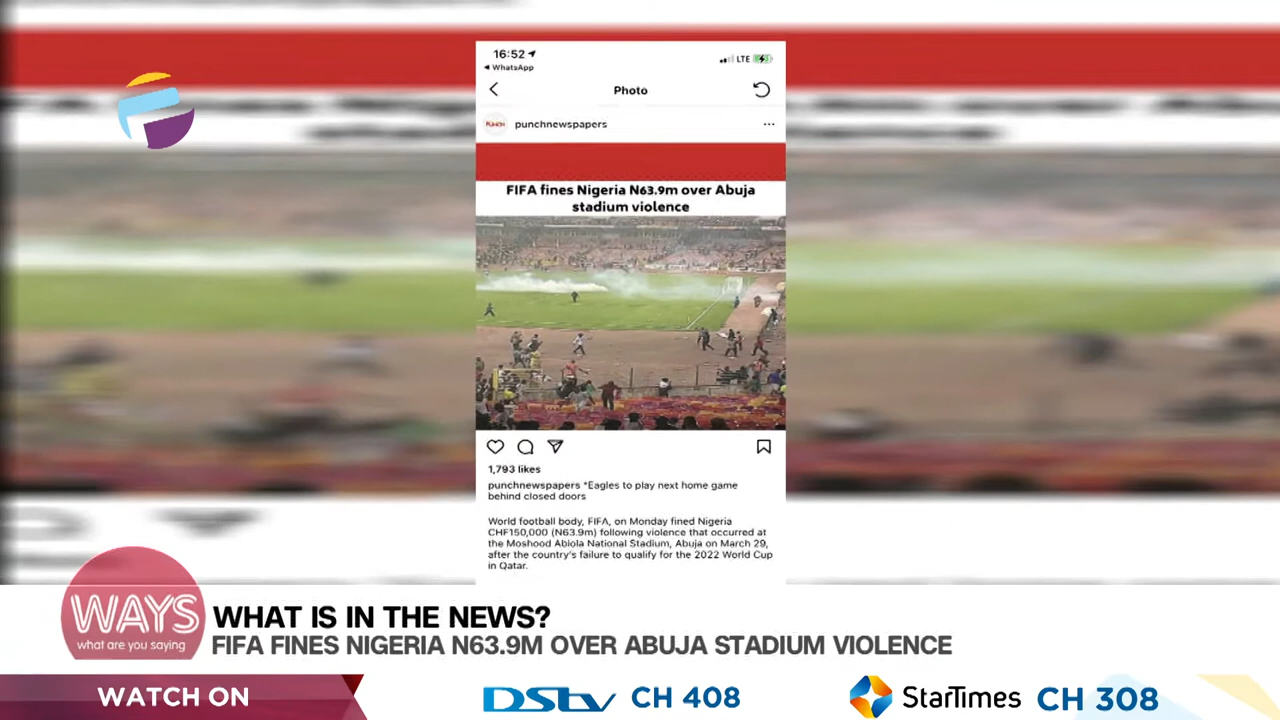 16:52
LTE
WhatsApp
Photo
PUNCH
punchnewspapers
FIFA fines Nigeria N63.9m over Abuja
stadium violence
1,793 likes
punchnewspapers *Eagles to play next home game
behind closed doors
World football body, FIFA, on Monday fined Nigeria
CHF150,000 (N63.9m) following violence that occurred at
the Moshood Abiola National Stadium, Abuja on March 29,
after the country's failure to qualify for the 2022 World Cup
in Qatar.
WAYS
what are you saying
WHAT IS IN THE NEWS?
FIFA FINES NIGERIA N63.9M OVER ABUJA STADIUM VIOLENCE
WATCH ON
DStv CH 408
StarTimes CH 308